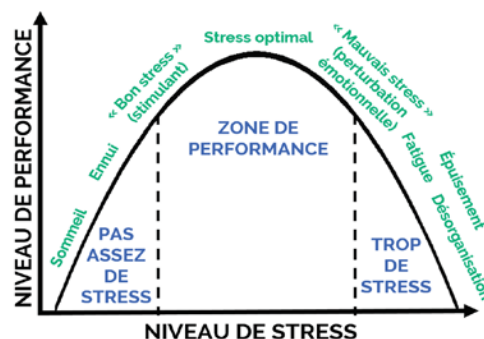 Stress optimal
« Bon stress »
(stimulant)
« Mauvais stress »
(perturbation
émotionnelle)
Ennui
Sommeil
Fatigue
Épuisement
Désorganisation
ZONE DE
PERFORMANCE
PAS
ASSEZ
DE
STRESS
TROP
DE
STRESS
NIVEAU DE PERFORMANCE
NIVEAU DE STRESS